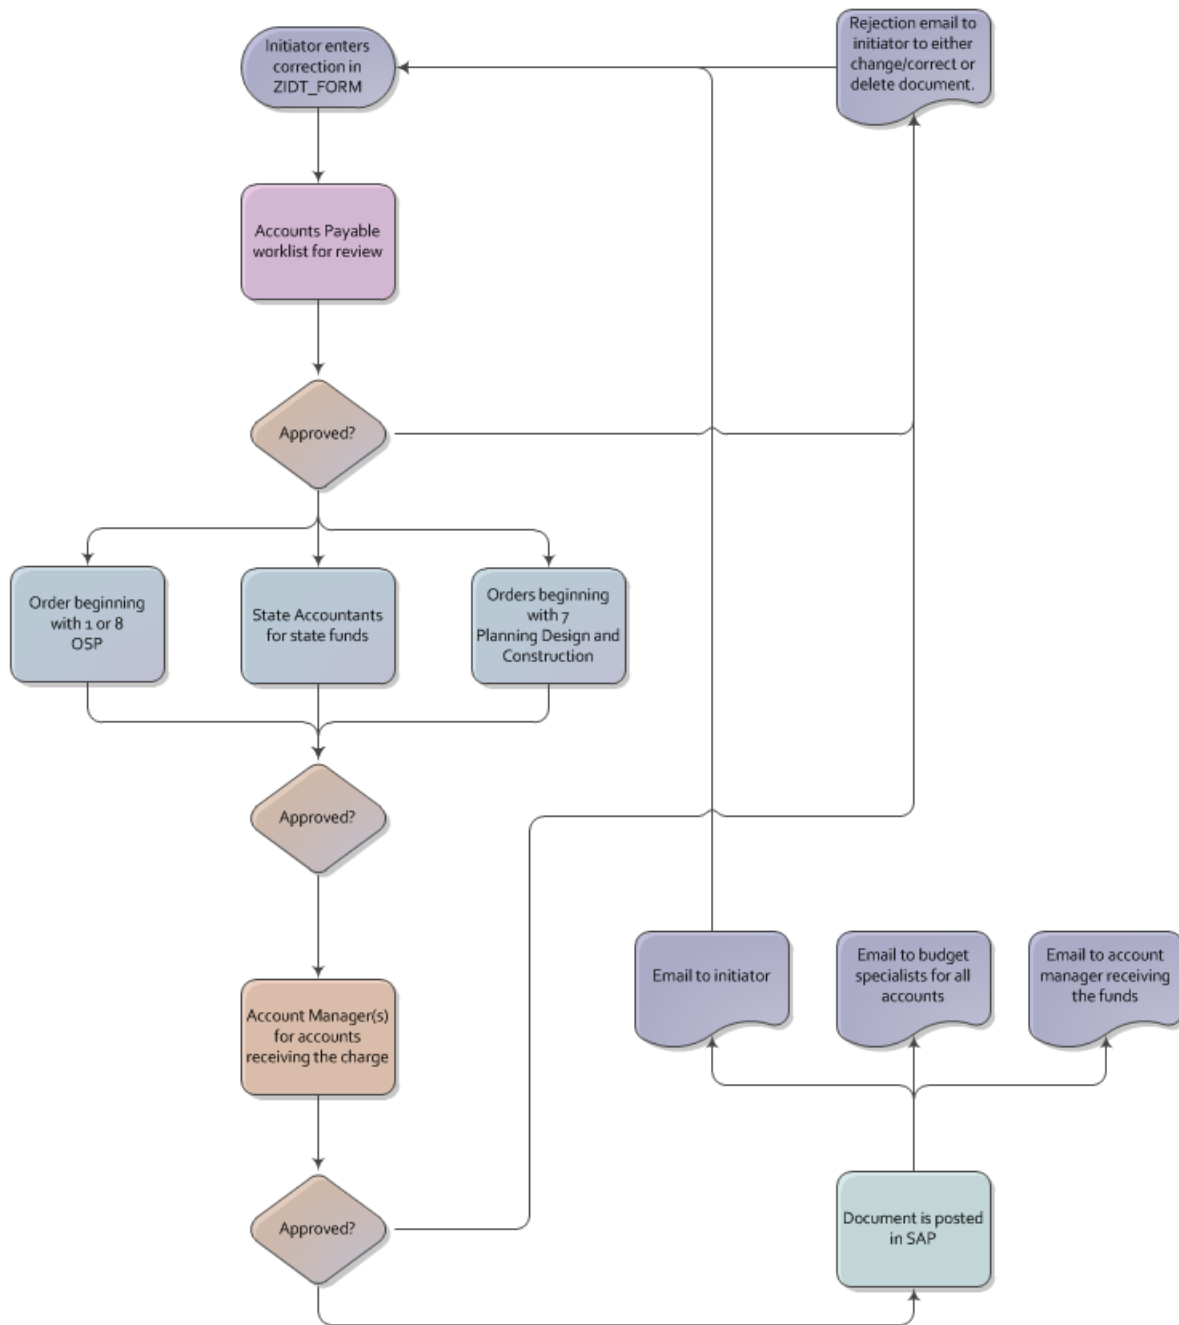 Initiator enters
correction in
ZIDT_FORM
Rejection email to
initiator to either
change/correct or
delete document.
Accounts Payable
worklist for review
Approved?
Order beginning
with 1 or 8
OSP
State Accountants
for state funds
Orders beginning
with 7
Planning Design and
Construction
Approved?
Account Manager(s)
for accounts
receiving the charge
Email to initiator
Email to budget
specialists for all
accounts
Email to account
manager receiving
the funds
Approved?
Document is posted
in SAP